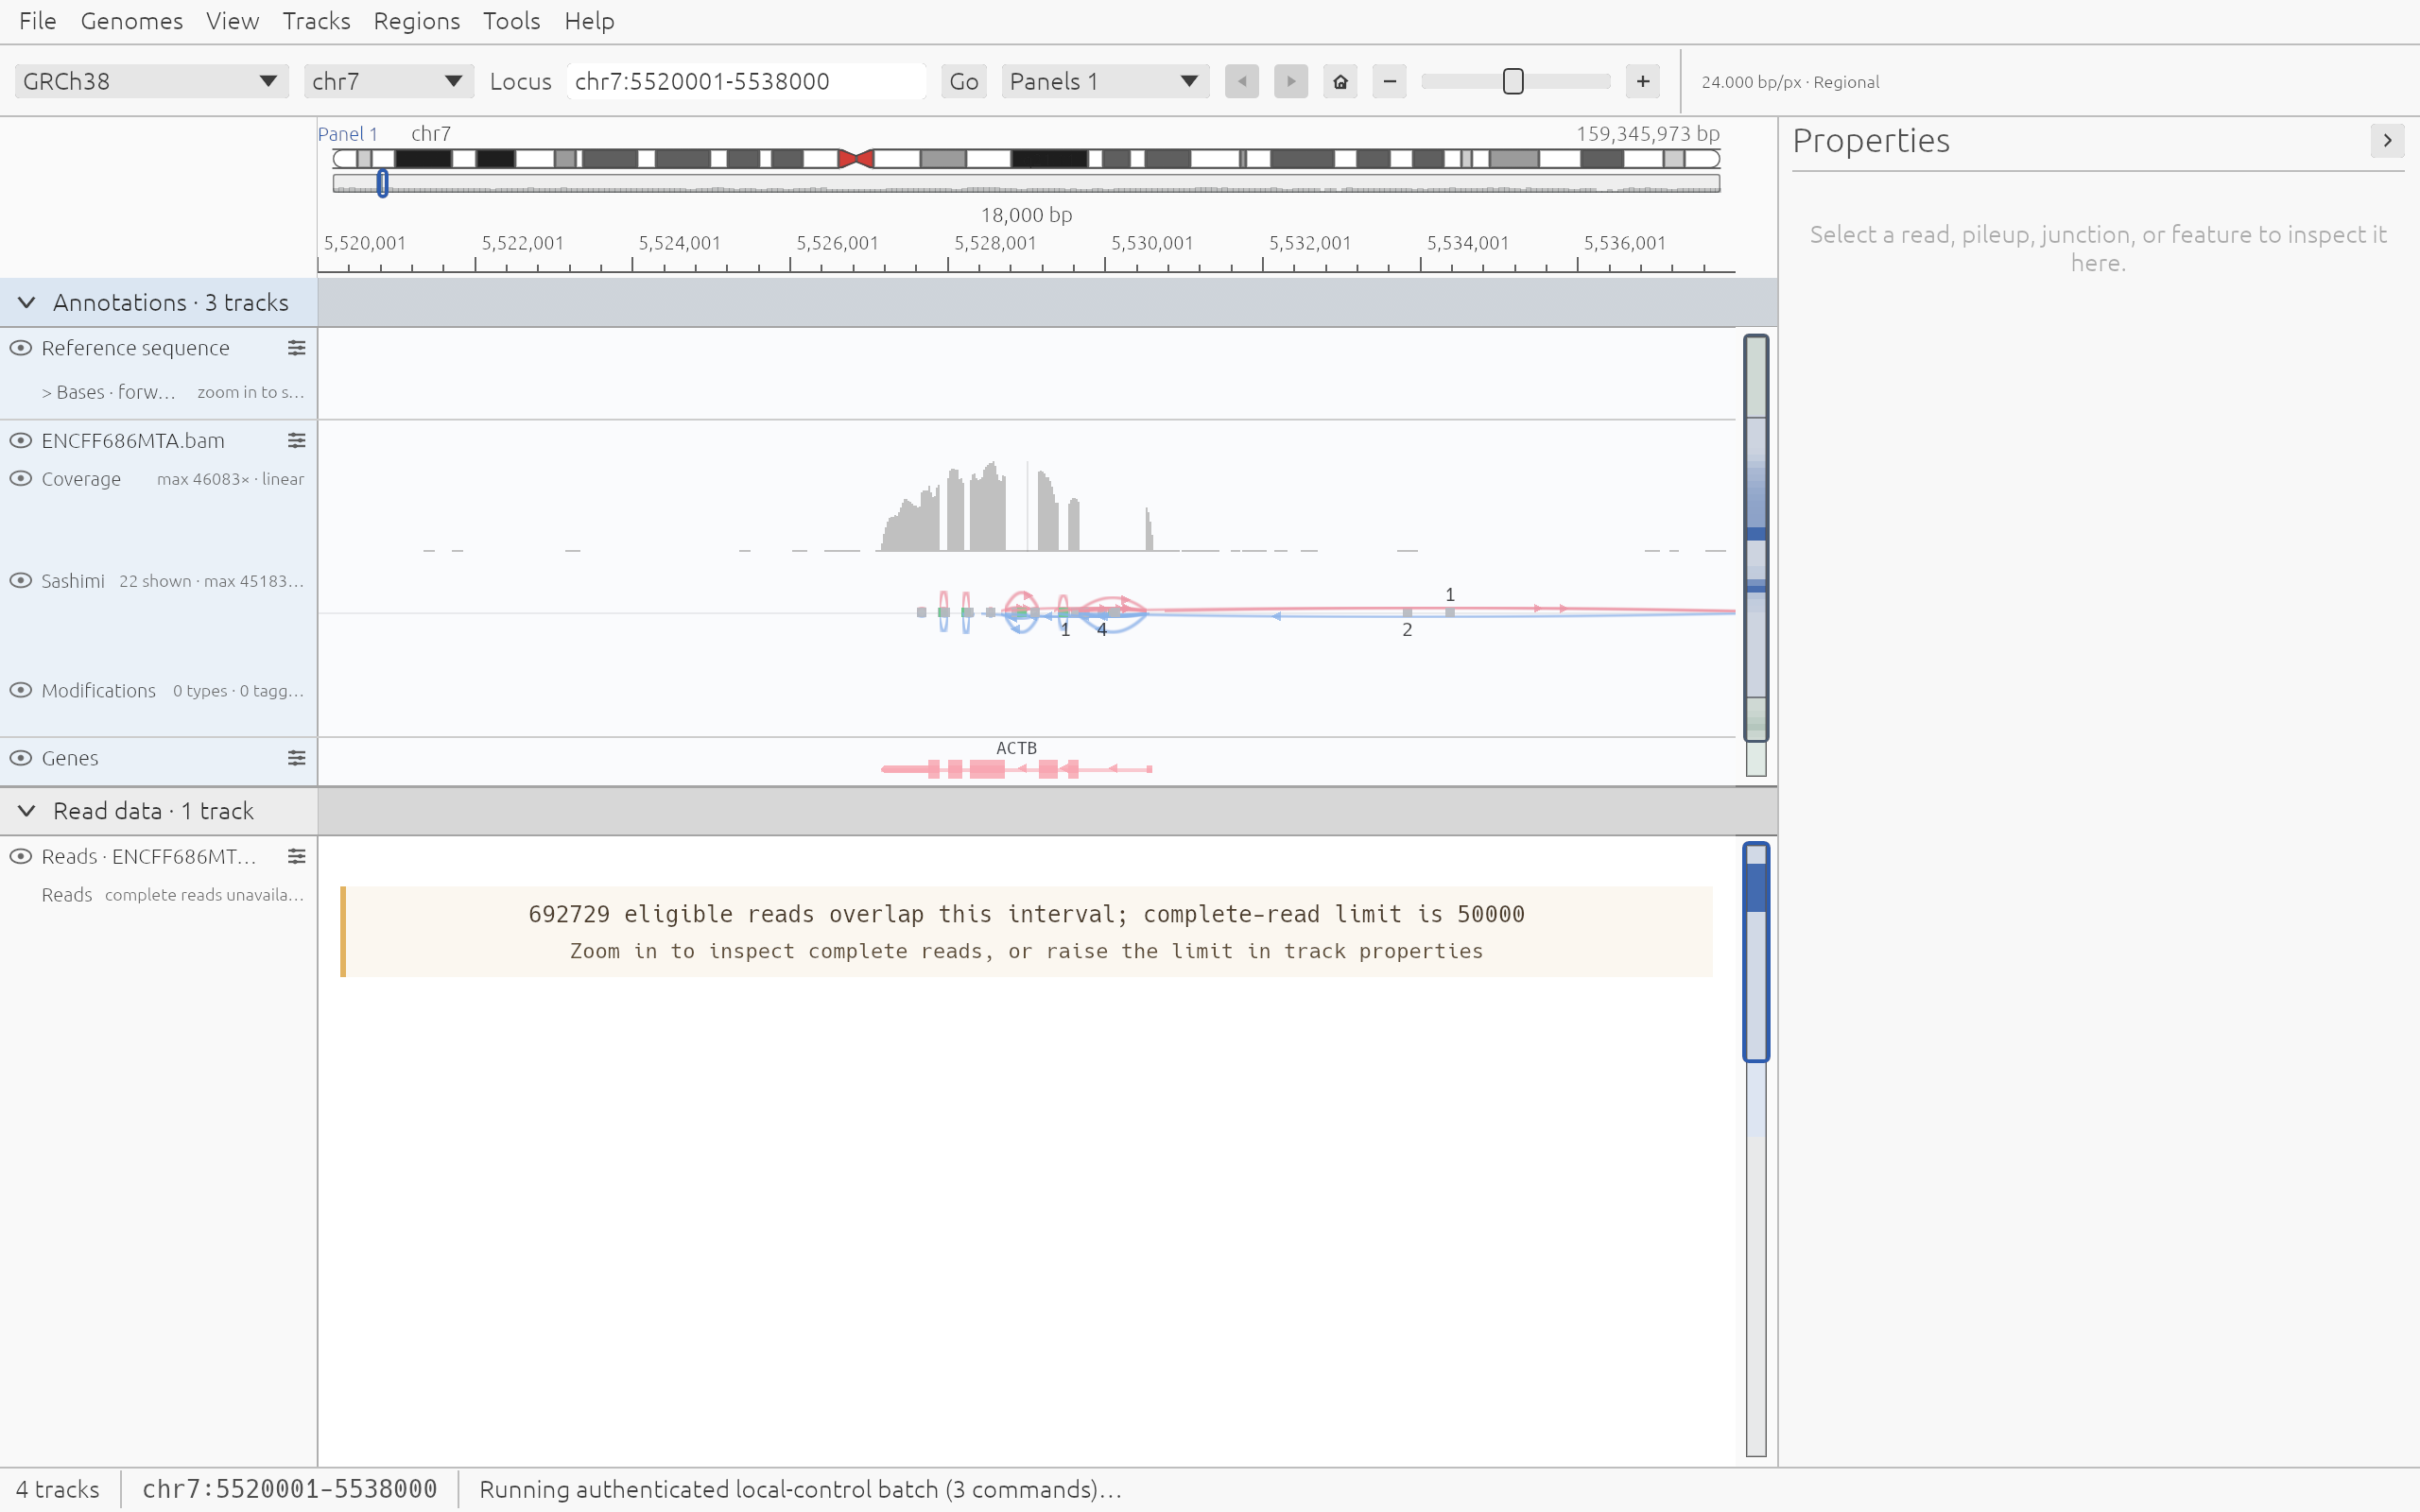 File Genomes View Tracks Regions Tools Help
GRCh38 chr7 Locus chr7:5520001-5538000 Go Panels 1 24.000 bp/px · Regional
Panel 1 chr7 159,345,973 bp
18,000 bp
5,520,001 5,522,001 5,524,001 5,526,001 5,528,001 5,530,001 5,532,001 5,534,001 5,536,001
Properties
Select a read, pileup, junction, or feature to inspect it
here.
Annotations · 3 tracks
Reference sequence
> Bases · forw… zoom in to s…
ENCFF686MTA.bam
Coverage max 46083× · linear
Sashimi 22 shown · max 45183…
1
1 4 2
Modifications 0 types · 0 tagg…
Genes
ACTB
Read data · 1 track
Reads · ENCFF686MT…
Reads complete reads unavaila…
692729 eligible reads overlap this interval; complete-read limit is 50000
Zoom in to inspect complete reads, or raise the limit in track properties
4 tracks chr7:5520001-5538000 Running authenticated local-control batch (3 commands)…